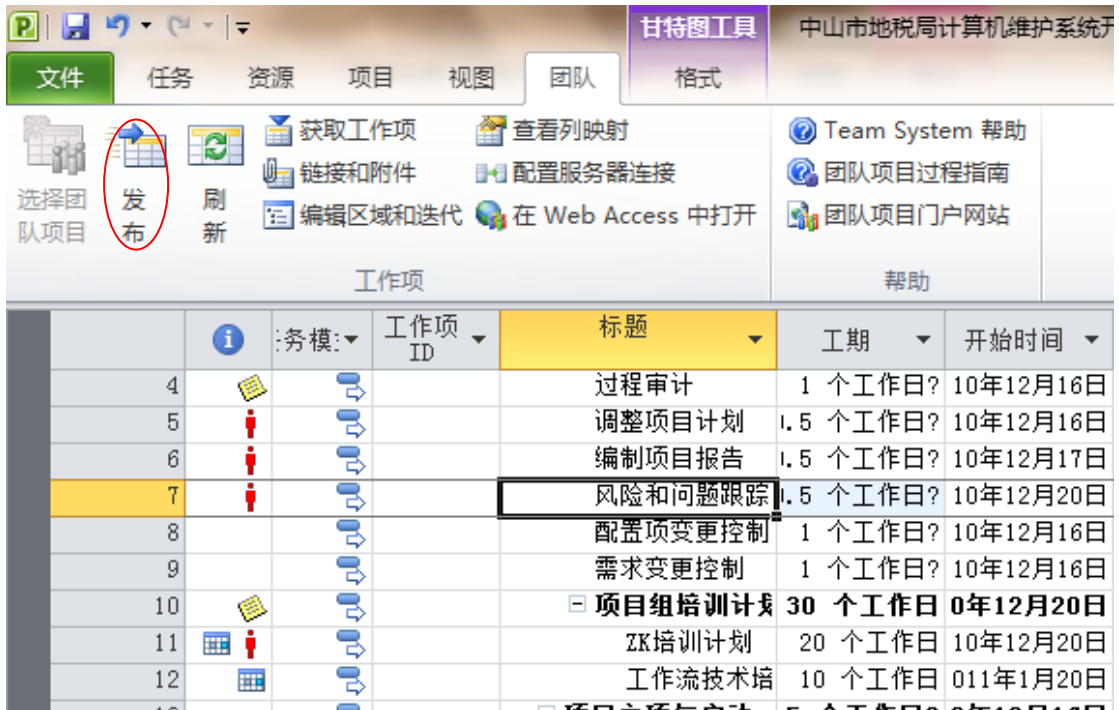 甘特图工具
中山市地税局计算机维护系统开
文件 任务 资源 项目 视图 团队 格式
选择团
队项目
发
布
刷
新
获取工作项
链接和附件
编辑区域和迭代
查看列映射
配置服务器连接
在 Web Access 中打开
工作项
Team System 帮助
团队项目过程指南
团队项目门户网站
帮助
务模 工作项 ID 标题 工期 开始时间
4 过程审计 1 个工作日? 10年12月16日
5 调整项目计划 .5 个工作日? 10年12月16日
6 编制项目报告 .5 个工作日? 10年12月17日
7 风险和问题跟踪 .5 个工作日? 10年12月20日
8 配置项变更控制 1 个工作日? 10年12月16日
9 需求变更控制 1 个工作日? 10年12月16日
10 项目组培训计划 30 个工作日 0年12月20日
11 ZK培训计划 20 个工作日 10年12月20日
12 工作流技术培 10 个工作日 011年1月20日